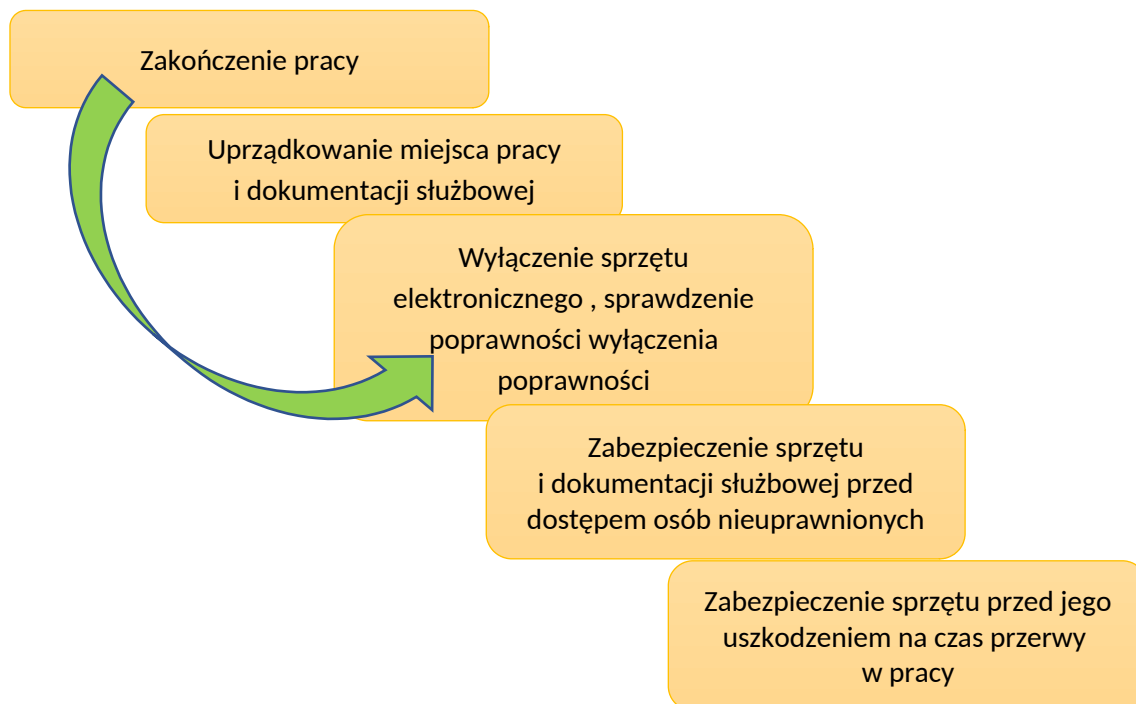 Zakończenie pracy
Uprządkowanie miejsca pracy
i dokumentacji służbowej
Wyłączenie sprzętu
elektronicznego , sprawdzenie
poprawności wyłączenia
poprawności
Zabezpieczenie sprzętu
i dokumentacji służbowej przed
dostępem osób nieuprawnionych
Zabezpieczenie sprzętu przed jego
uszkodzeniem na czas przerwy
w pracy